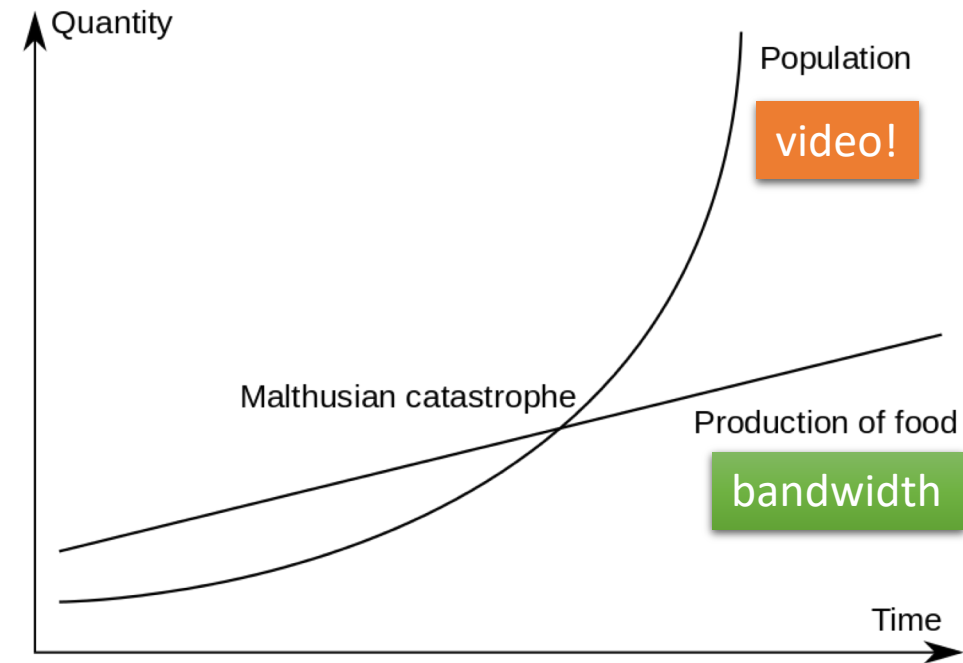 Quantity
Population
video!
Malthusian catastrophe
Production of food
bandwidth
Time